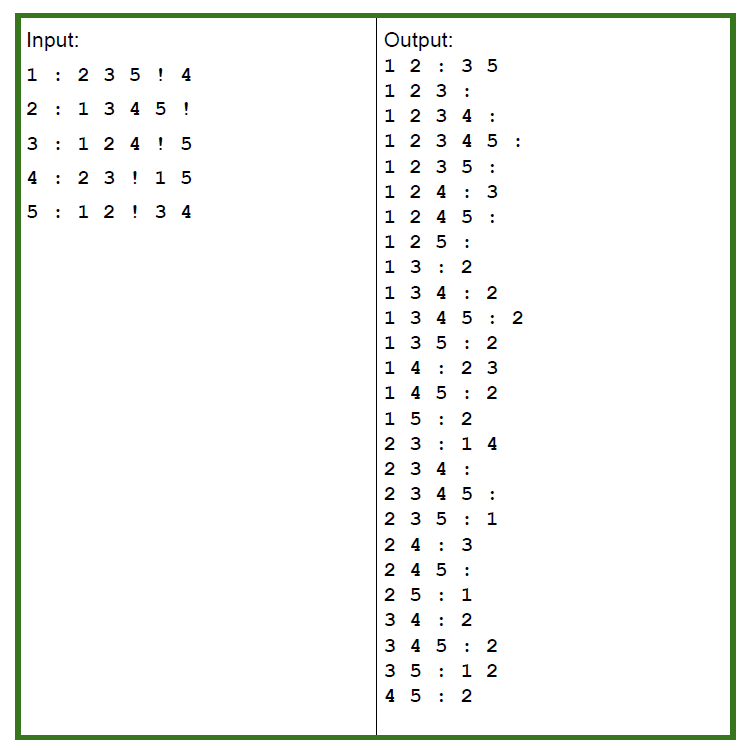 Input:
1 : 2 3 5 ! 4
2 : 1 3 4 5 !
3 : 1 2 4 ! 5
4 : 2 3 ! 1 5
5 : 1 2 ! 3 4
Output:
1 2 : 3 5
1 2 3 :
1 2 3 4 :
1 2 3 4 5 :
1 2 3 5 :
1 2 4 : 3
1 2 4 5 :
1 2 5 :
1 3 : 2
1 3 4 : 2
1 3 4 5 : 2
1 3 5 : 2
1 4 : 2 3
1 4 5 : 2
1 5 : 2
2 3 : 1 4
2 3 4 :
2 3 4 5 :
2 3 5 : 1
2 4 : 3
2 4 5 :
2 5 : 1
3 4 : 2
3 4 5 : 2
3 5 : 1 2
4 5 : 2